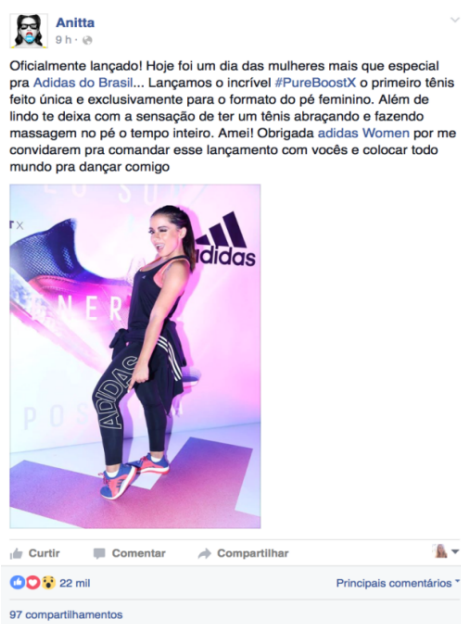 Anitta
9 h ·
Oficialmente lançado! Hoje foi um dia das mulheres mais que especial
pra Adidas do Brasil... Lançamos o incrível #PureBoostX o primeiro tênis
feito única e exclusivamente para o formato do pé feminino. Além de
lindo te deixa com a sensação de ter um tênis abraçando e fazendo
massagem no pé o tempo inteiro. Amei! Obrigada adidas Women por me
convidarem pra comandar esse lançamento com vocês e colocar todo
mundo pra dançar comigo
adidas
ADIDAS
Curtir Comentar Compartilhar
22 mil Principais comentários
97 compartilhamentos